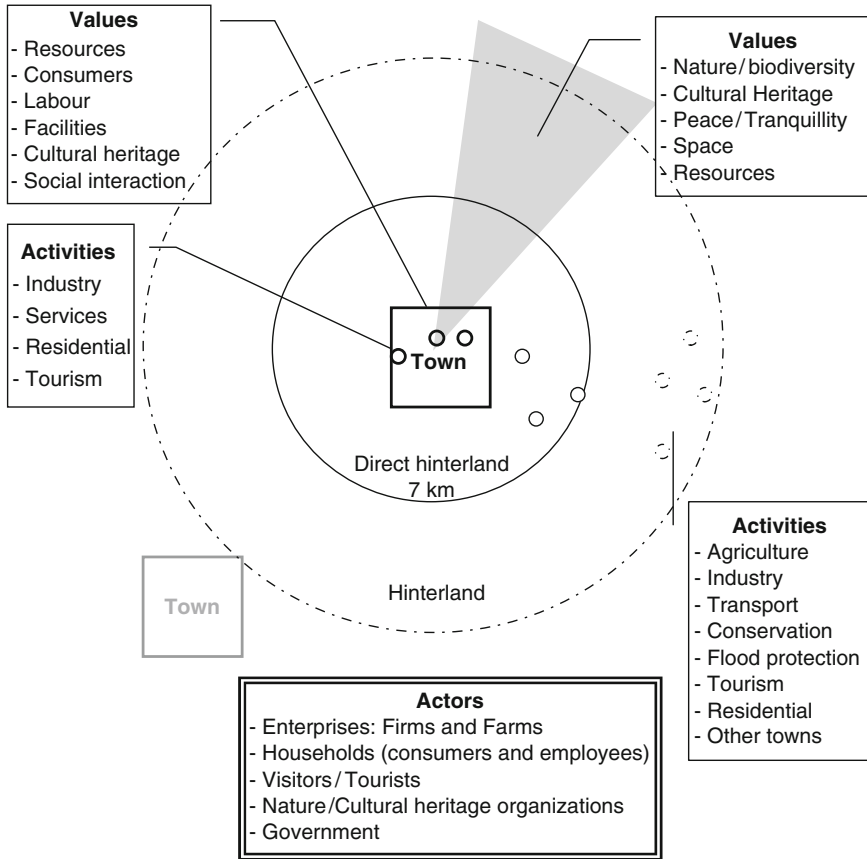 Values
- Resources
- Consumers
- Labour
- Facilities
- Cultural heritage
- Social interaction
Values
- Nature/biodiversity
- Cultural Heritage
- Peace/Tranquillity
- Space
- Resources
Activities
- Industry
- Services
- Residential
- Tourism
Town
Direct hinterland
7 km
Hinterland
Town
Activities
- Agriculture
- Industry
- Transport
- Conservation
- Flood protection
- Tourism
- Residential
- Other towns
Actors
- Enterprises: Firms and Farms
- Households (consumers and employees)
- Visitors/Tourists
- Nature/Cultural heritage organizations
- Government